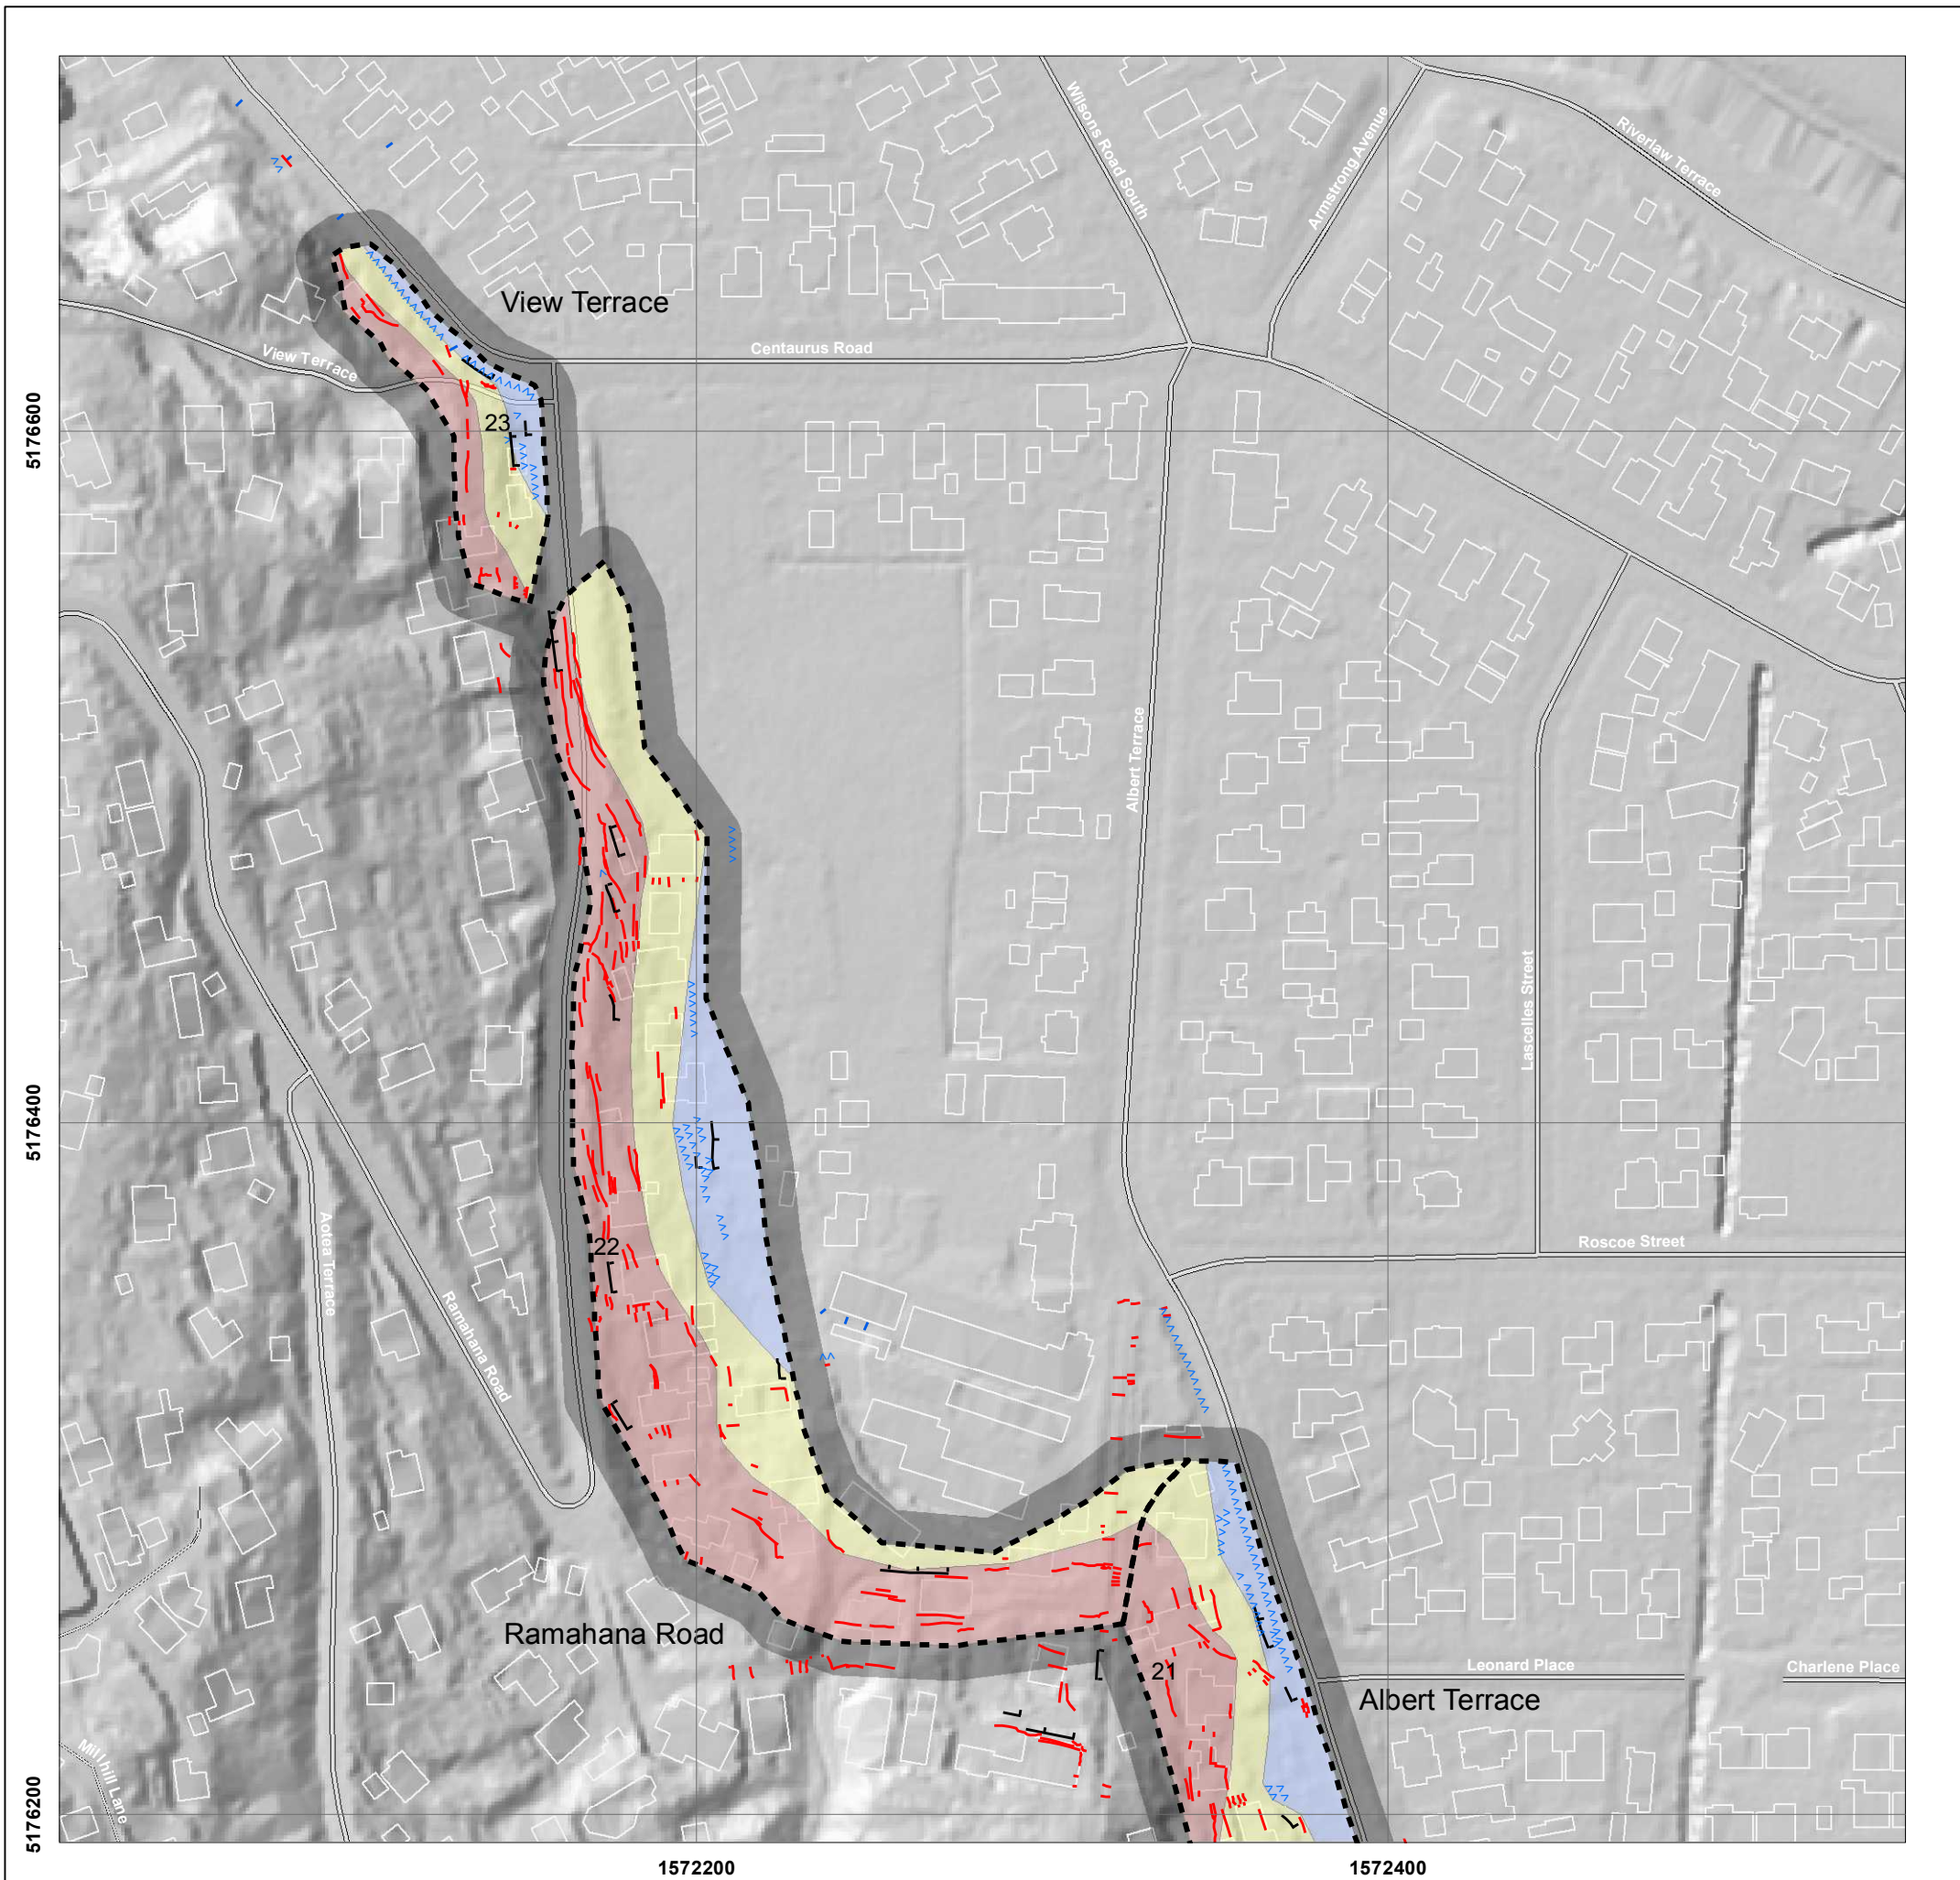 Wilsons Road South
Armstrong Avenue
Riverlaw Terrace
View Terrace
View Terrace
Centaurus Road
23
5176600
Albert Terrace
Lascelles Street
5176400
Aotea Terrace
Ramahana Road
22
Roscoe Street
Ramahana Road
21
Leonard Place
Charlene Place
Albert Terrace
Mill hill Lane
5176200
1572200
1572400